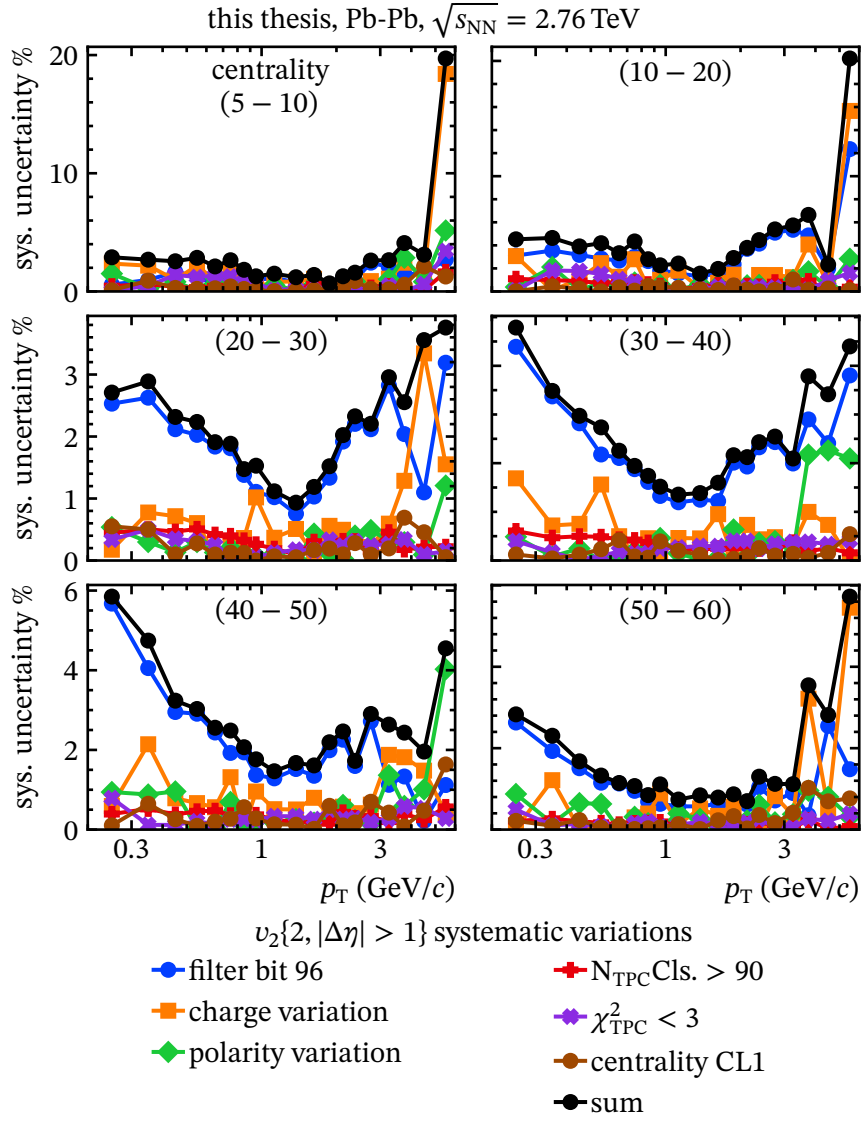 this thesis, Pb-Pb, √s_NN = 2.76 TeV
sys. uncertainty %
20
10
0
centrality
(5 − 10)
(10 − 20)
sys. uncertainty %
3
2
1
0
(20 − 30)
(30 − 40)
sys. uncertainty %
6
4
2
0
(40 − 50)
(50 − 60)
0.3 1 3
0.3 1 3
p_T (GeV/c)
p_T (GeV/c)
v_2{2, |Δη| > 1} systematic variations
filter bit 96
charge variation
polarity variation
N_TPC Cls. > 90
χ²_TPC < 3
centrality CL1
sum